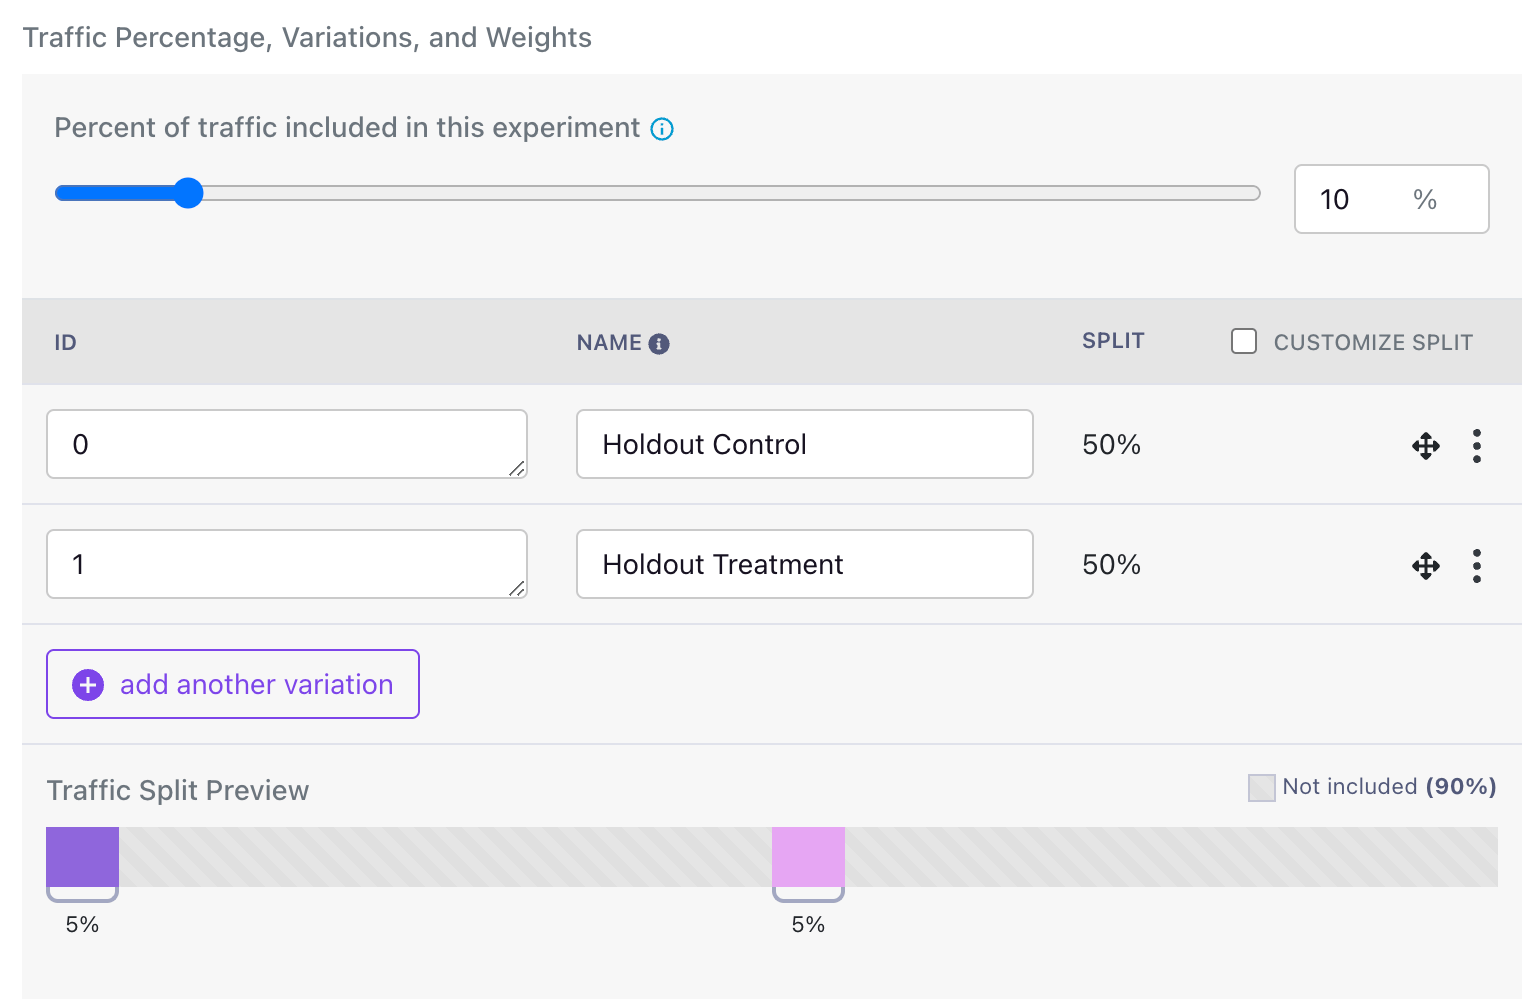 Traffic Percentage, Variations, and Weights
Percent of traffic included in this experiment
10 %
ID NAME SPLIT CUSTOMIZE SPLIT
0 Holdout Control 50%
1 Holdout Treatment 50%
add another variation
Traffic Split Preview Not included (90%)
5% 5%